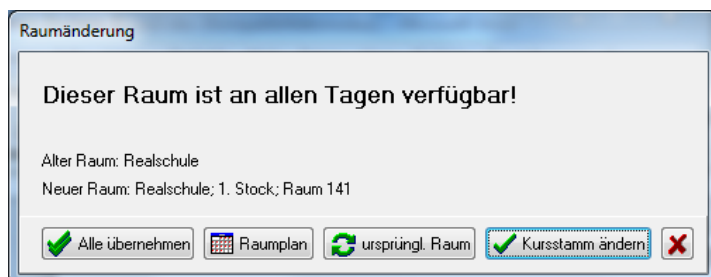 Raumänderung
Dieser Raum ist an allen Tagen verfügbar!
Alter Raum: Realschule
Neuer Raum: Realschule; 1. Stock; Raum 141
Alle übernehmen Raumplan ursprüngl. Raum Kursstamm ändern